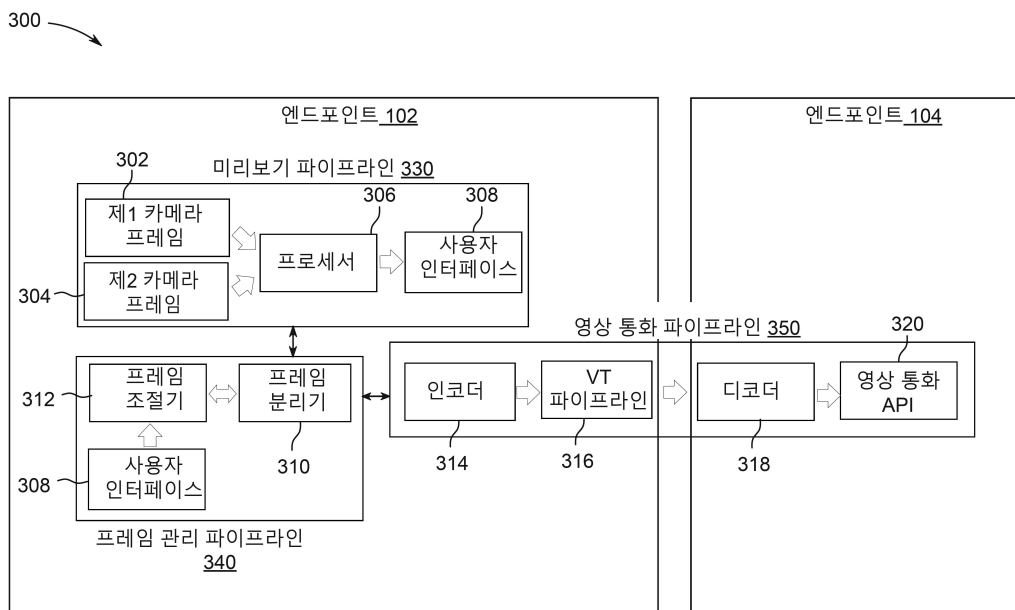 300
엔드포인트 102
엔드포인트 104
미리보기 파이프라인 330
302
306
308
제1 카메라
프레임
프로세서
사용자
인터페이스
제2 카메라
프레임
304
영상 통화 파이프라인 350
320
312
프레임
조절기
프레임
분리기
310
인코더
VT
파이프라인
디코더
영상 통화
API
314
316
318
308
사용자
인터페이스
프레임 관리 파이프라인
340